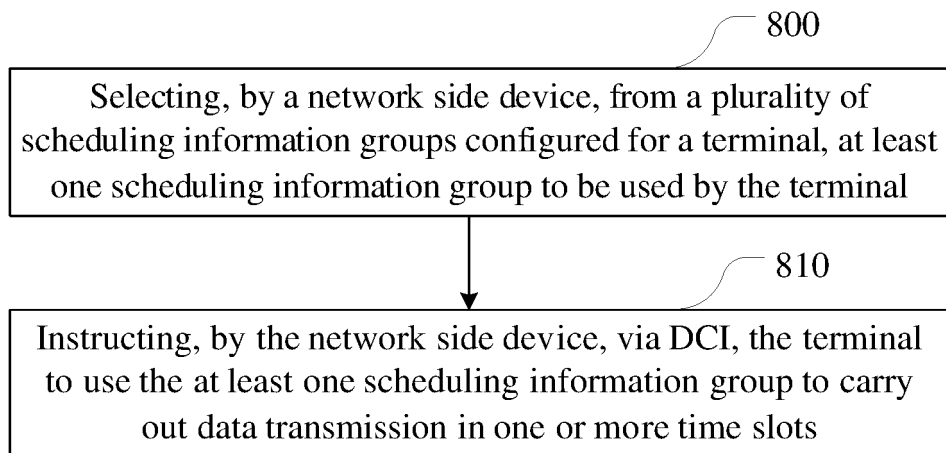 800
Selecting, by a network side device, from a plurality of
scheduling information groups configured for a terminal, at least
one scheduling information group to be used by the terminal
810
Instructing, by the network side device, via DCI, the terminal
to use the at least one scheduling information group to carry
out data transmission in one or more time slots